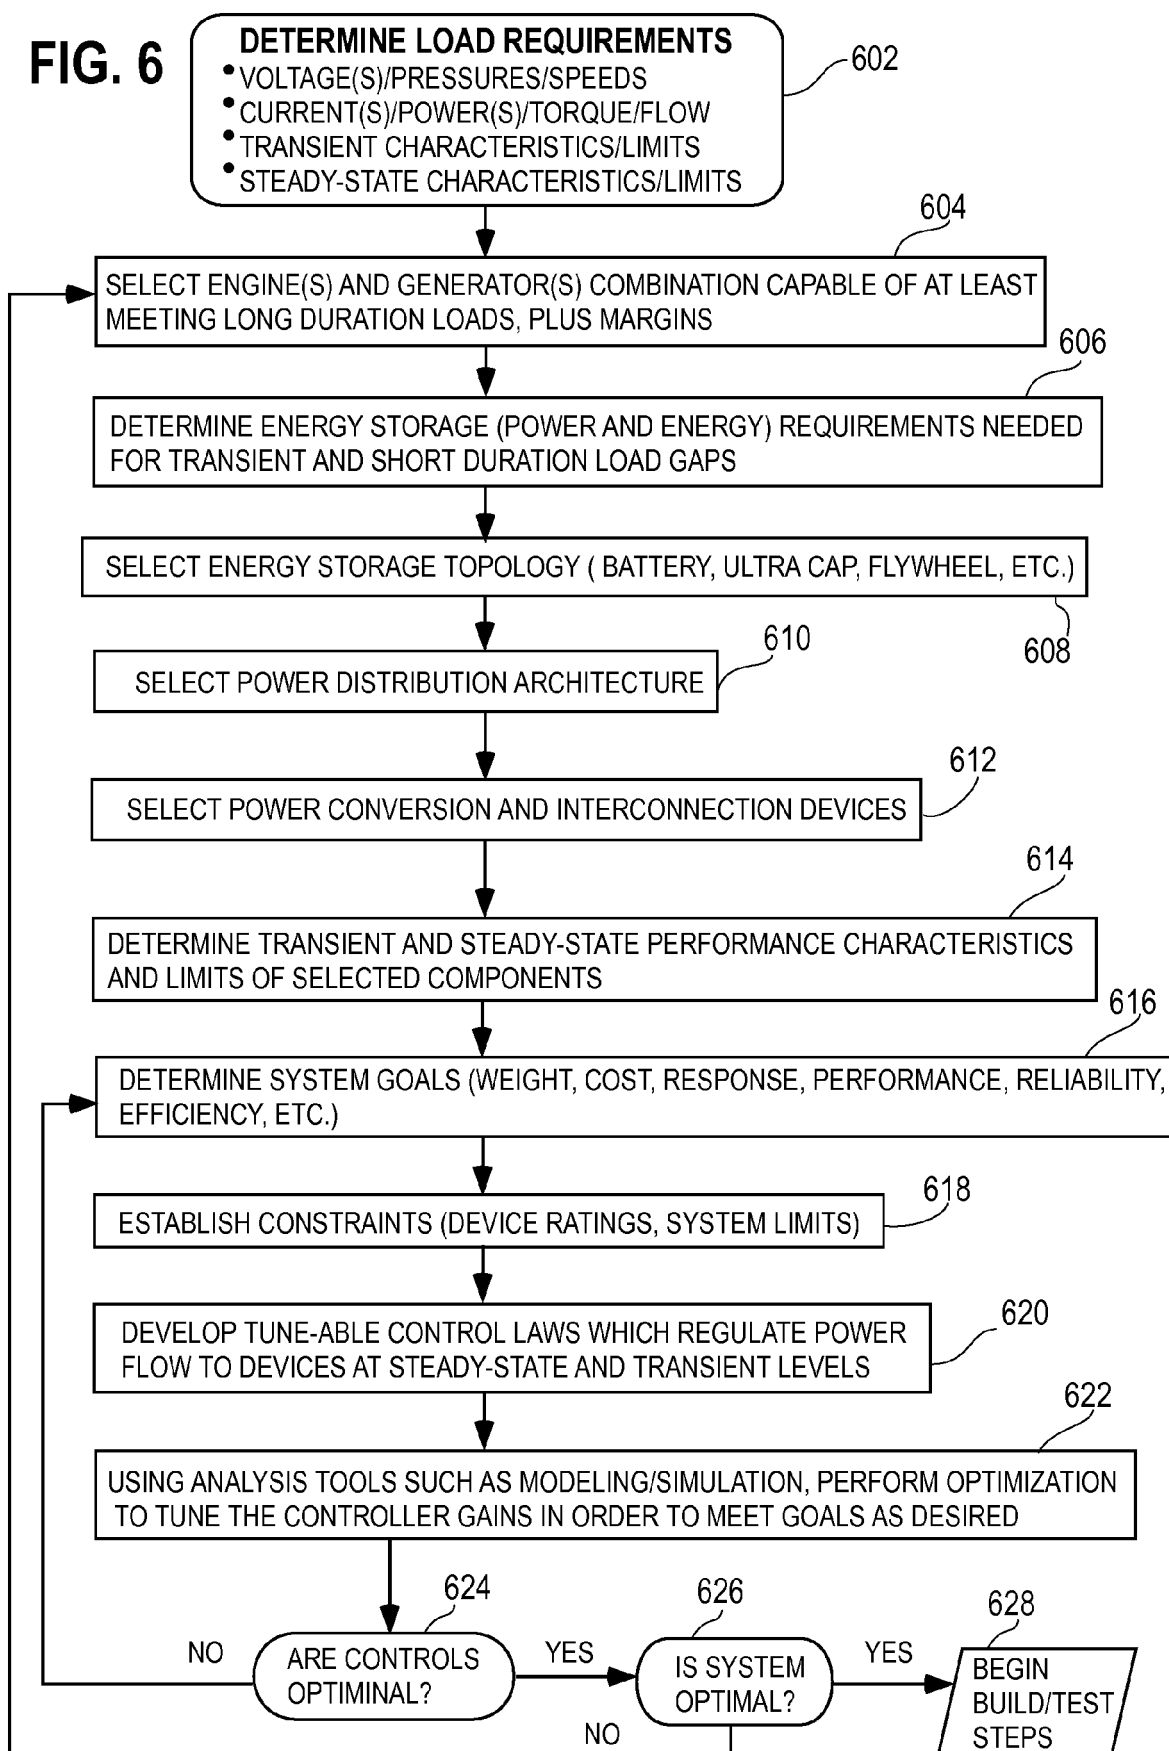 FIG. 6
DETERMINE LOAD REQUIREMENTS
• VOLTAGE(S)/PRESSURES/SPEEDS
• CURRENT(S)/POWER(S)/TORQUE/FLOW
• TRANSIENT CHARACTERISTICS/LIMITS
• STEADY-STATE CHARACTERISTICS/LIMITS
602
604
SELECT ENGINE(S) AND GENERATOR(S) COMBINATION CAPABLE OF AT LEAST
MEETING LONG DURATION LOADS, PLUS MARGINS
606
DETERMINE ENERGY STORAGE (POWER AND ENERGY) REQUIREMENTS NEEDED
FOR TRANSIENT AND SHORT DURATION LOAD GAPS
SELECT ENERGY STORAGE TOPOLOGY ( BATTERY, ULTRA CAP, FLYWHEEL, ETC.)
608
610
SELECT POWER DISTRIBUTION ARCHITECTURE
612
SELECT POWER CONVERSION AND INTERCONNECTION DEVICES
614
DETERMINE TRANSIENT AND STEADY-STATE PERFORMANCE CHARACTERISTICS
AND LIMITS OF SELECTED COMPONENTS
616
DETERMINE SYSTEM GOALS (WEIGHT, COST, RESPONSE, PERFORMANCE, RELIABILITY,
EFFICIENCY, ETC.)
618
ESTABLISH CONSTRAINTS (DEVICE RATINGS, SYSTEM LIMITS)
620
DEVELOP TUNE-ABLE CONTROL LAWS WHICH REGULATE POWER
FLOW TO DEVICES AT STEADY-STATE AND TRANSIENT LEVELS
622
USING ANALYSIS TOOLS SUCH AS MODELING/SIMULATION, PERFORM OPTIMIZATION
TO TUNE THE CONTROLLER GAINS IN ORDER TO MEET GOALS AS DESIRED
624
NO
ARE CONTROLS
OPTIMINAL?
YES
626
IS SYSTEM
OPTIMAL?
YES
NO
628
BEGIN
BUILD/TEST
STEPS